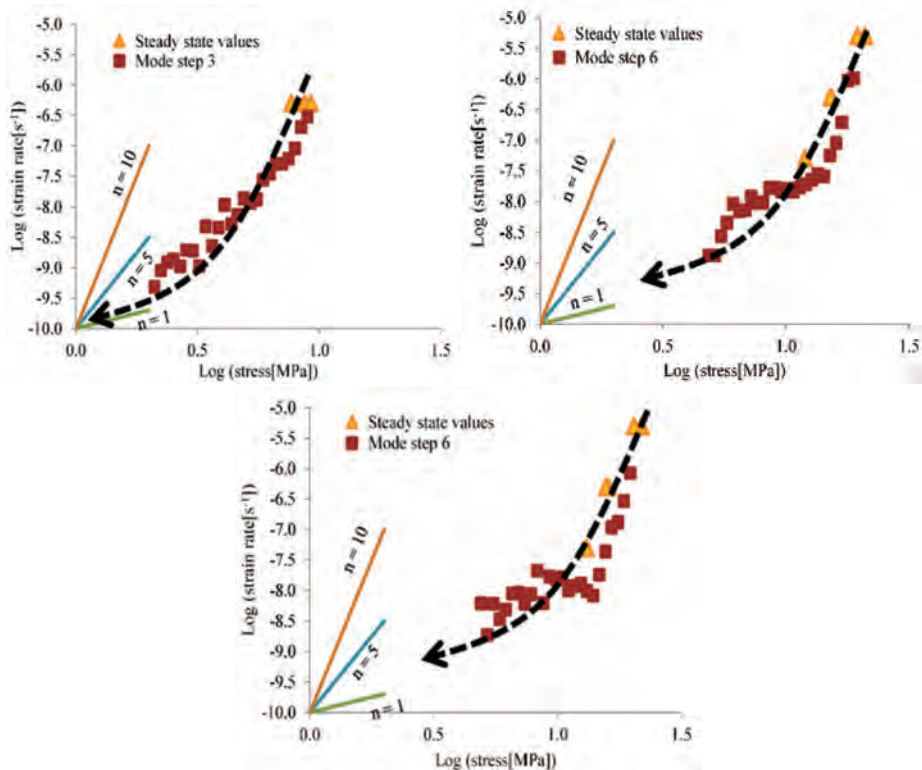 -5.0
-5.5
-6.0
-6.5
-7.0
-7.5
-8.0
-8.5
-9.0
-9.5
-10.0
Log (strain rate[s⁻¹])
Steady state values
Mode step 3
n = 10
n = 5
n = 1
0.0 0.5 1.0 1.5
Log (stress[MPa])
-5.0
-5.5
-6.0
-6.5
-7.0
-7.5
-8.0
-8.5
-9.0
-9.5
-10.0
Log (strain rate[s⁻¹])
Steady state values
Mode step 6
n = 10
n = 5
n = 1
0.0 0.5 1.0 1.5
Log (stress[MPa])
-5.0
-5.5
-6.0
-6.5
-7.0
-7.5
-8.0
-8.5
-9.0
-9.5
-10.0
Log (strain rate[s⁻¹])
Steady state values
Mode step 6
n = 10
n = 5
n = 1
0.0 0.5 1.0 1.5
Log (stress[MPa])